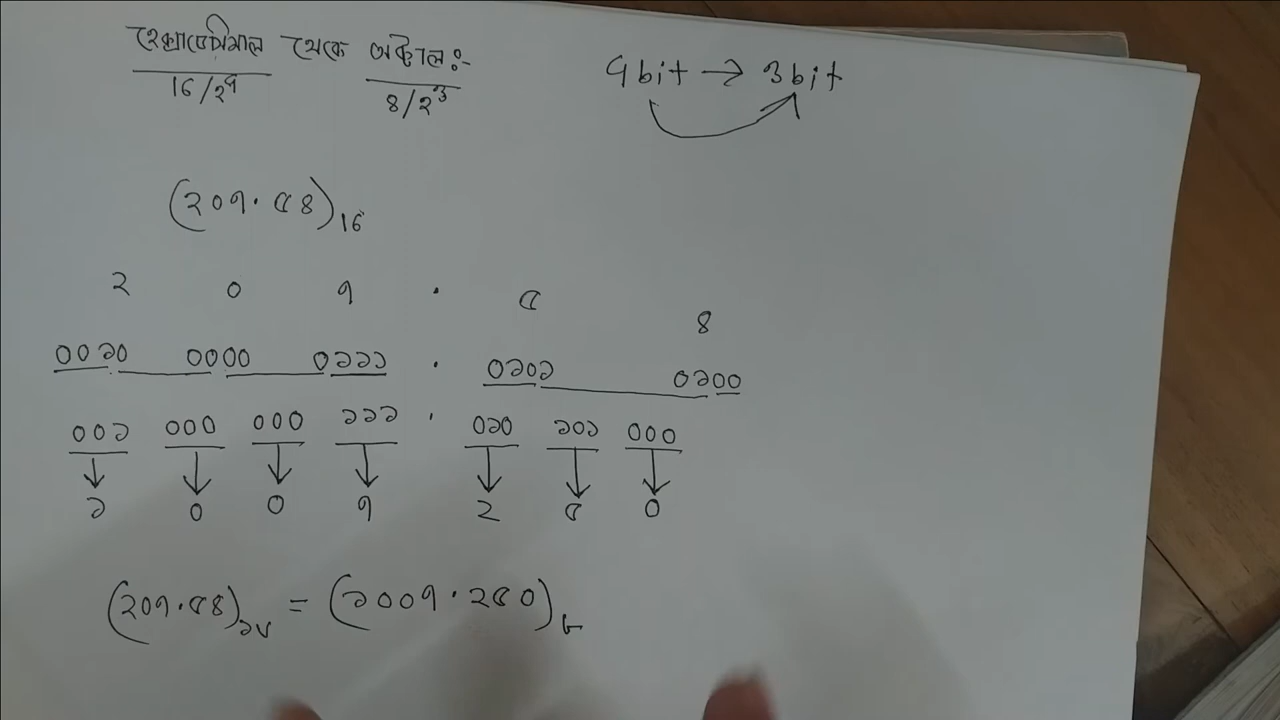 হেক্সাডেসিমাল থেকে অক্টাল :-
16/2⁴ 8/2³
4bit → 3bit
(২০৭.৫৪)16
২ ০ ৭ . ৫ ৪
০০১০ ০০০০ ০১১১ . ০১০১ ০১০০
০০১ ০০০ ০০০ ১১১ . ০১০ ১০১ ০০০
১ ০ ০ ৭ ২ ৫ ০
(২০৭.৫৪)১৬ = (১০০৭.২৫০)৮